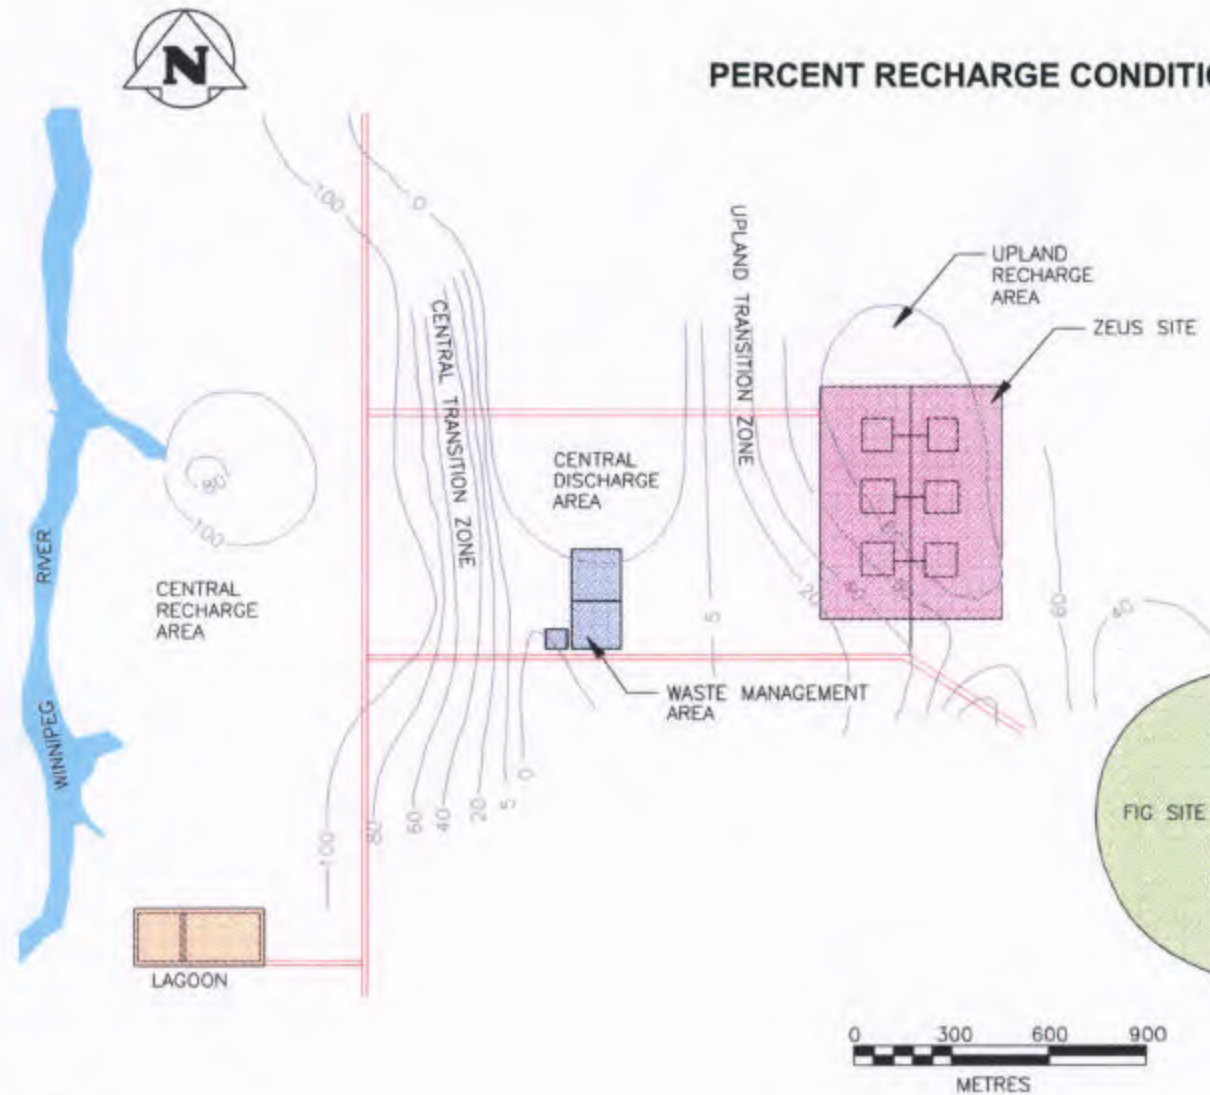 N
PERCENT RECHARGE CONDITIO
100
0
UPLAND TRANSITION ZONE
UPLAND
RECHARGE
AREA
ZEUS SITE
CENTRAL TRANSITION ZONE
CENTRAL
DISCHARGE
AREA
80
100
RIVER
CENTRAL
RECHARGE
AREA
20
40
60
40
5
WASTE MANAGEMENT
AREA
WINNIPEG
FIG SITE
100
80
60
40
20
5
0
LAGOON
0 300 600 900
METRES